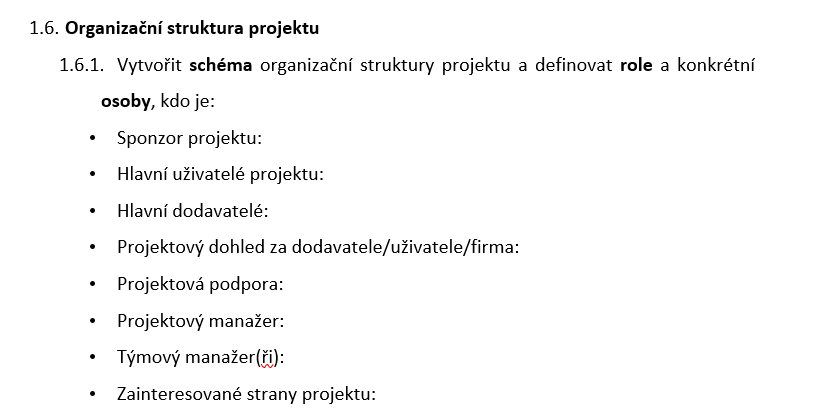 1.6. Organizační struktura projektu
1.6.1. Vytvořit schéma organizační struktury projektu a definovat role a konkrétní
osoby, kdo je:
• Sponzor projektu:
• Hlavní uživatelé projektu:
• Hlavní dodavatelé:
• Projektový dohled za dodavatele/uživatele/firma:
• Projektová podpora:
• Projektový manažer:
• Týmový manažer(ři):
• Zainteresované strany projektu: